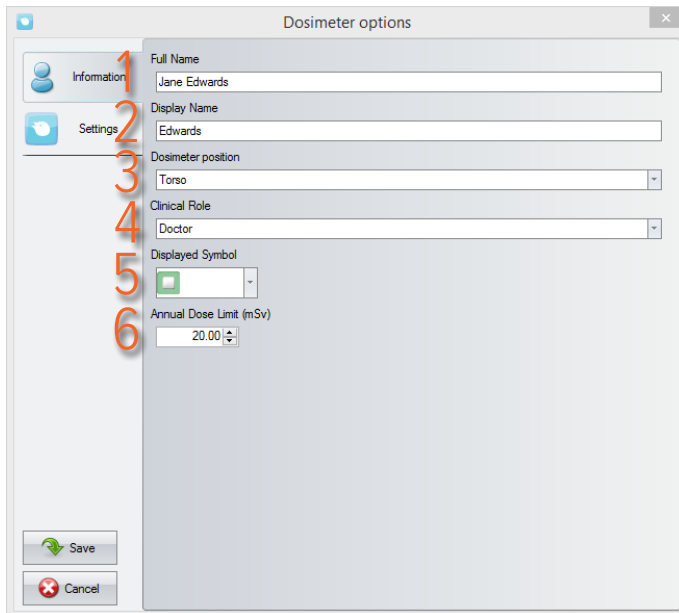 Dosimeter options
Information
Settings
1
Full Name
Jane Edwards
2
Display Name
Edwards
3
Dosimeter position
Torso
4
Clinical Role
Doctor
5
Displayed Symbol
6
Annual Dose Limit (mSv)
20.00
Save
Cancel